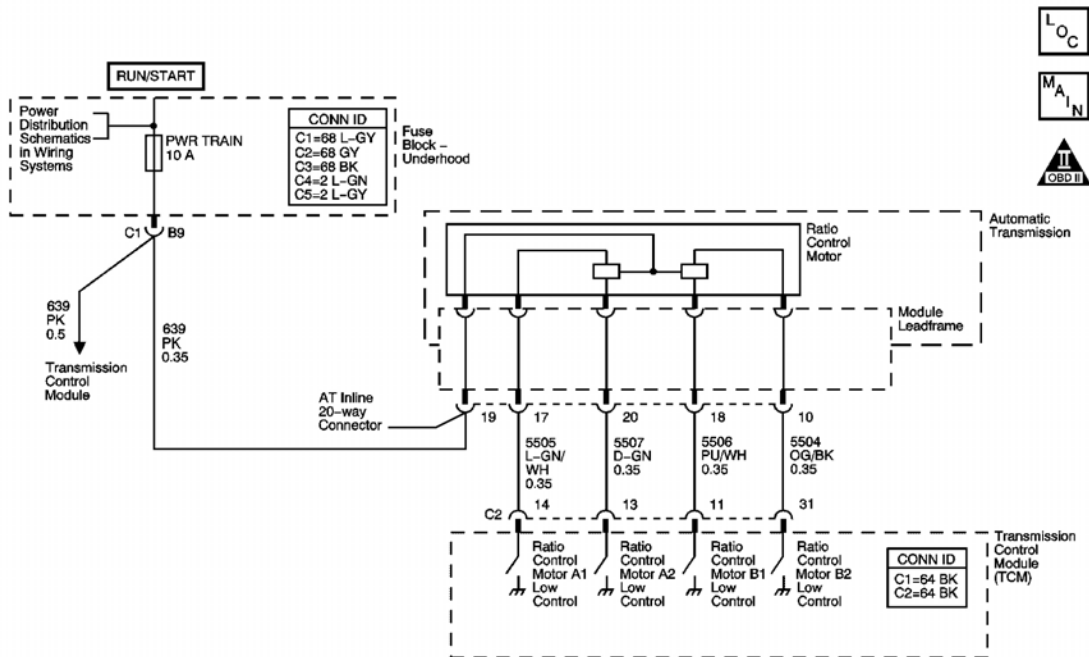 L
O
C
M
A
I
N
II
OBD II
RUN/START
Power
Distribution
Schematics
in Wiring
Systems
PWR TRAIN
10 A
CONN ID
C1=68 L-GY
C2=68 GY
C3=68 BK
C4=2 L-GN
C5=2 L-GY
Fuse
Block –
Underhood
C1 B9
639
PK
0.5
Transmission
Control
Module
639
PK
0.35
Automatic
Transmission
Ratio
Control
Motor
Module
Leadframe
AT Inline
20-way
Connector
19 17 20 18 10
5505
L-GN/
WH
0.35
5507
D-GN
0.35
5506
PU/WH
0.35
5504
OG/BK
0.35
C2 14 13 11 31
Ratio
Control
Motor A1
Low
Control
Ratio
Control
Motor A2
Low
Control
Ratio
Control
Motor B1
Low
Control
Ratio
Control
Motor B2
Low
Control
CONN ID
C1=64 BK
C2=64 BK
Transmission
Control
Module
(TCM)